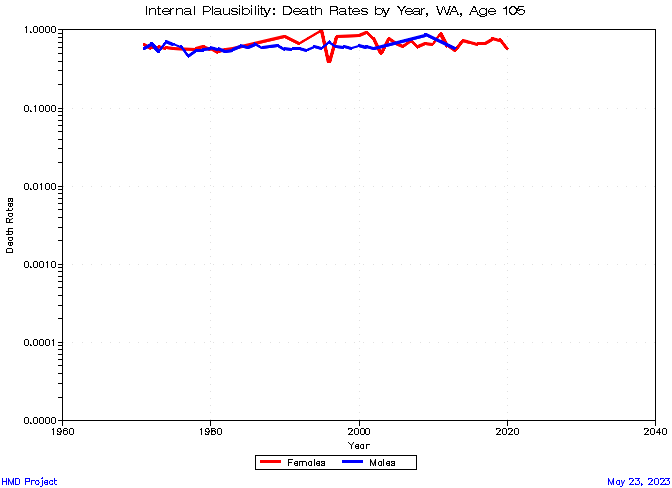 Internal Plausibility: Death Rates by Year, WA, Age 105
1.0000
0.1000
0.0100
0.0010
0.0001
0.0000
Death Rates
1960 1980 2000 2020 2040
Year
Females Males
HMD Project
May 23, 2023